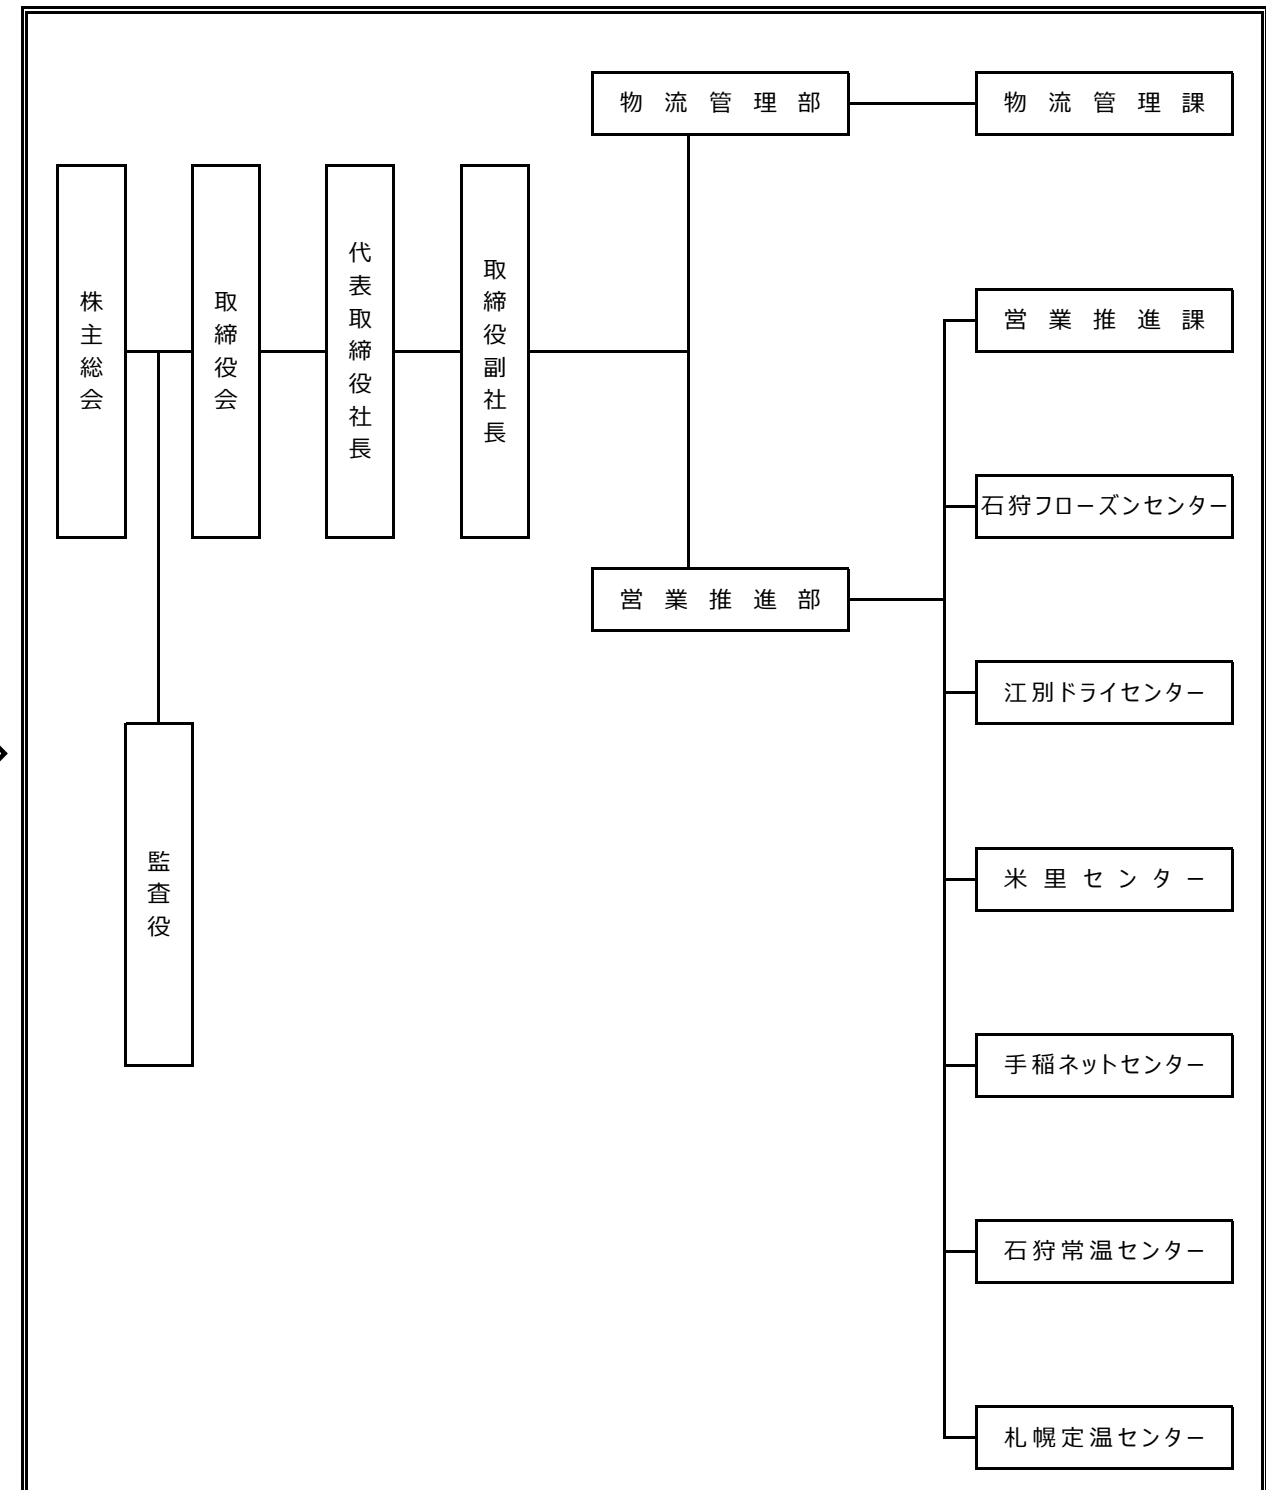 物流管理部
物流管理課
株主総会
取締役会
代表取締役社長
取締役副社長
営業推進課
石狩フローズンセンター
営業推進部
江別ドライセンター
監査役
米里センター
手稲ネットセンター
石狩常温センター
札幌定温センター